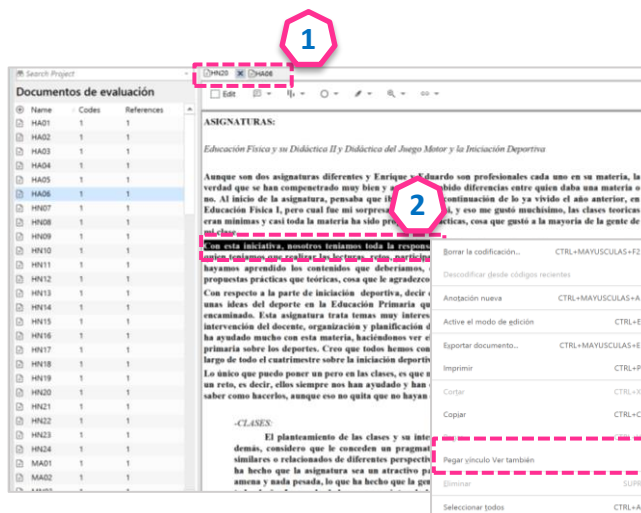 1
Search Project
HN20
HA06
Documentos de evaluación
Edit
Name Codes References
HA01 1 1
HA02 1 1
HA03 1 1
HA04 1 1
HA05 1 1
HA06 1 1
HN07 1 1
HN08 1 1
HN09 1 1
HN10 1 1
HN11 1 1
HN12 1 1
HN13 1 1
HN14 1 1
HN15 1 1
HN16 1 1
HN17 1 1
HN18 1 1
HN19 1 1
HN20 1 1
HN21 1 1
HN22 1 1
HN23 1 1
HN24 1 1
MA01 1 1
MA02 1 1
ASIGNATURAS:
Educación Física y su Didáctica II y Didáctica del Juego Motor y la Iniciación Deportiva
Aunque son dos asignaturas diferentes y Enrique y Eduardo son profesionales cada uno en su materia, la
verdad que se han compenetrado muy bien y diferencias entre quien daba una materia o
no. Al inicio de la asignatura, pensaba que continuación de lo ya vivido el año anterior, en
Educación Física I, pero cual fue mi sorpresa y eso me gustó muchísimo, las clases teoricas
eran mínimas y casi toda la materia ha sido cosa que gustó a la mayoria de la gente de
mi clase
2
Con esta iniciativa, nosotros teníamos toda la
quien teníamos que realizar las lecturas, retos,
hayamos aprendido los contenidos que deberíamos,
propuestas prácticas que teóricas, cosa que le agradezco
Con respecto a la parte de iniciación deportiva, decir
unas ideas del deporte en la Educación Primaria
encaminado. Esta asignatura trata temas muy
intervención del docente, organización y planificación
ha ayudado mucho con esta materia, haciéndonos ver
primaria sobre los deportes. Creo que todos hemos
largo de todo el cuatrimestre sobre la iniciación
Lo único que puedo poner un pero en las clases, es que
un reto, es decir, ellos siempre nos han ayudado y han
saber como hacerlos, aunque eso no quita que no hayan
-CLASES:
El planteamiento de las clases y su
demás, considero que le conceden un
similares o relacionados de diferentes
ha hecho que la asignatura sea un atractivo
amena y nada pesada, lo que ha hecho que la
Borrar la codificación... CTRL+MAYUSCULAS+F2
Descodificar desde códigos recientes
Anotación nueva CTRL+MAYUSCULAS+A
Active el modo de edición CTRL+E
Exportar documento... CTRL+MAYUSCULAS+E
Imprimir CTRL+P
Cortar CTRL+X
Copiar CTRL+C
Pegar vínculo Ver también
Eliminar SUPR
Seleccionar todos CTRL+A